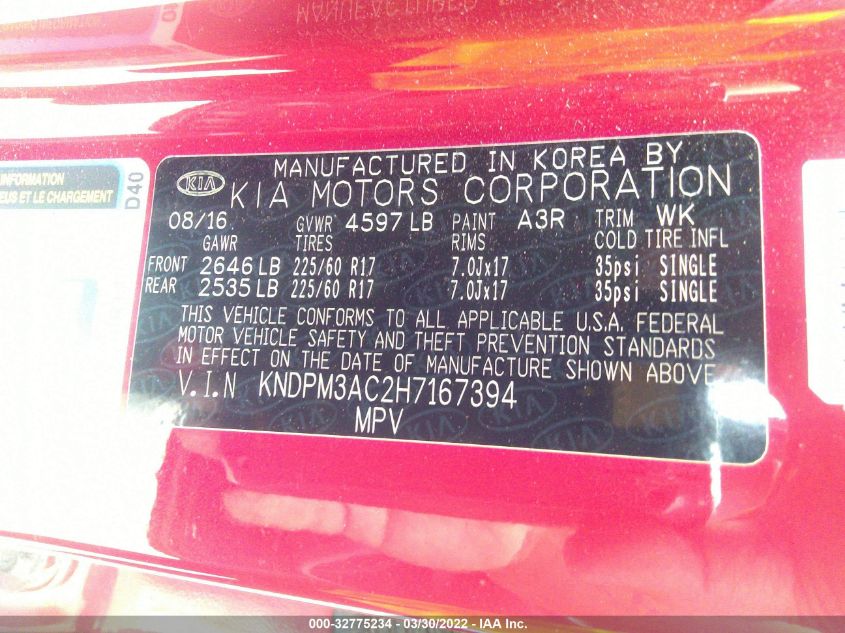 INFORMATION
EUS ET LE CHARGEMENT
D40
KIA
MANUFACTURED IN KOREA BY
KIA MOTORS CORPORATION
08/16 GVWR 4597 LB PAINT A3R TRIM WK
GAWR TIRES RIMS COLD TIRE INFL
FRONT 2646 LB 225/60 R17 7.0Jx17 35psi SINGLE
REAR 2535 LB 225/60 R17 7.0Jx17 35psi SINGLE
THIS VEHICLE CONFORMS TO ALL APPLICABLE U.S.A. FEDERAL
MOTOR VEHICLE SAFETY AND THEFT PREVENTION STANDARDS
IN EFFECT ON THE DATE OF MANUFACTURE SHOWN ABOVE
V.I.N KNDPM3AC2H7167394
MPV
000-32775234 - 03/30/2022 - IAA Inc.